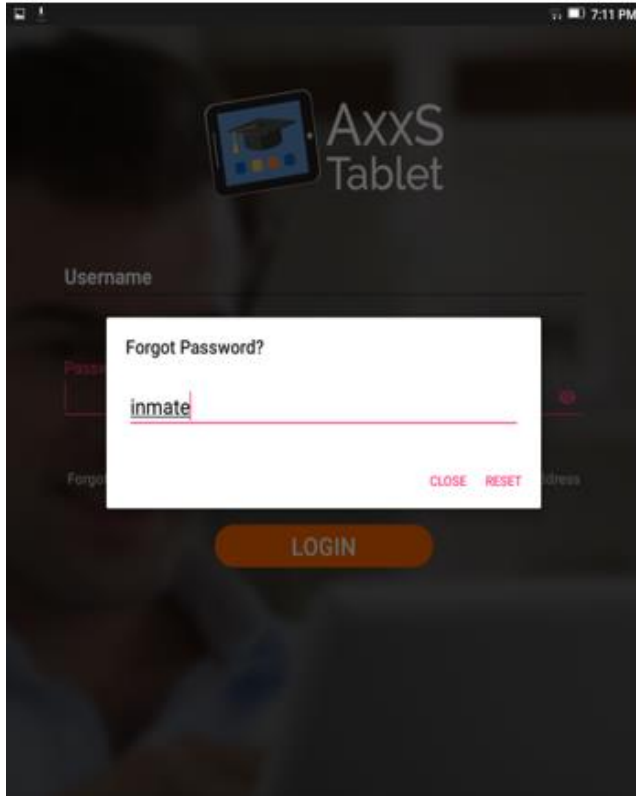 7:11 PM
AxxS
Tablet
Username
Forgot Password?
inmate
CLOSE RESET
LOGIN